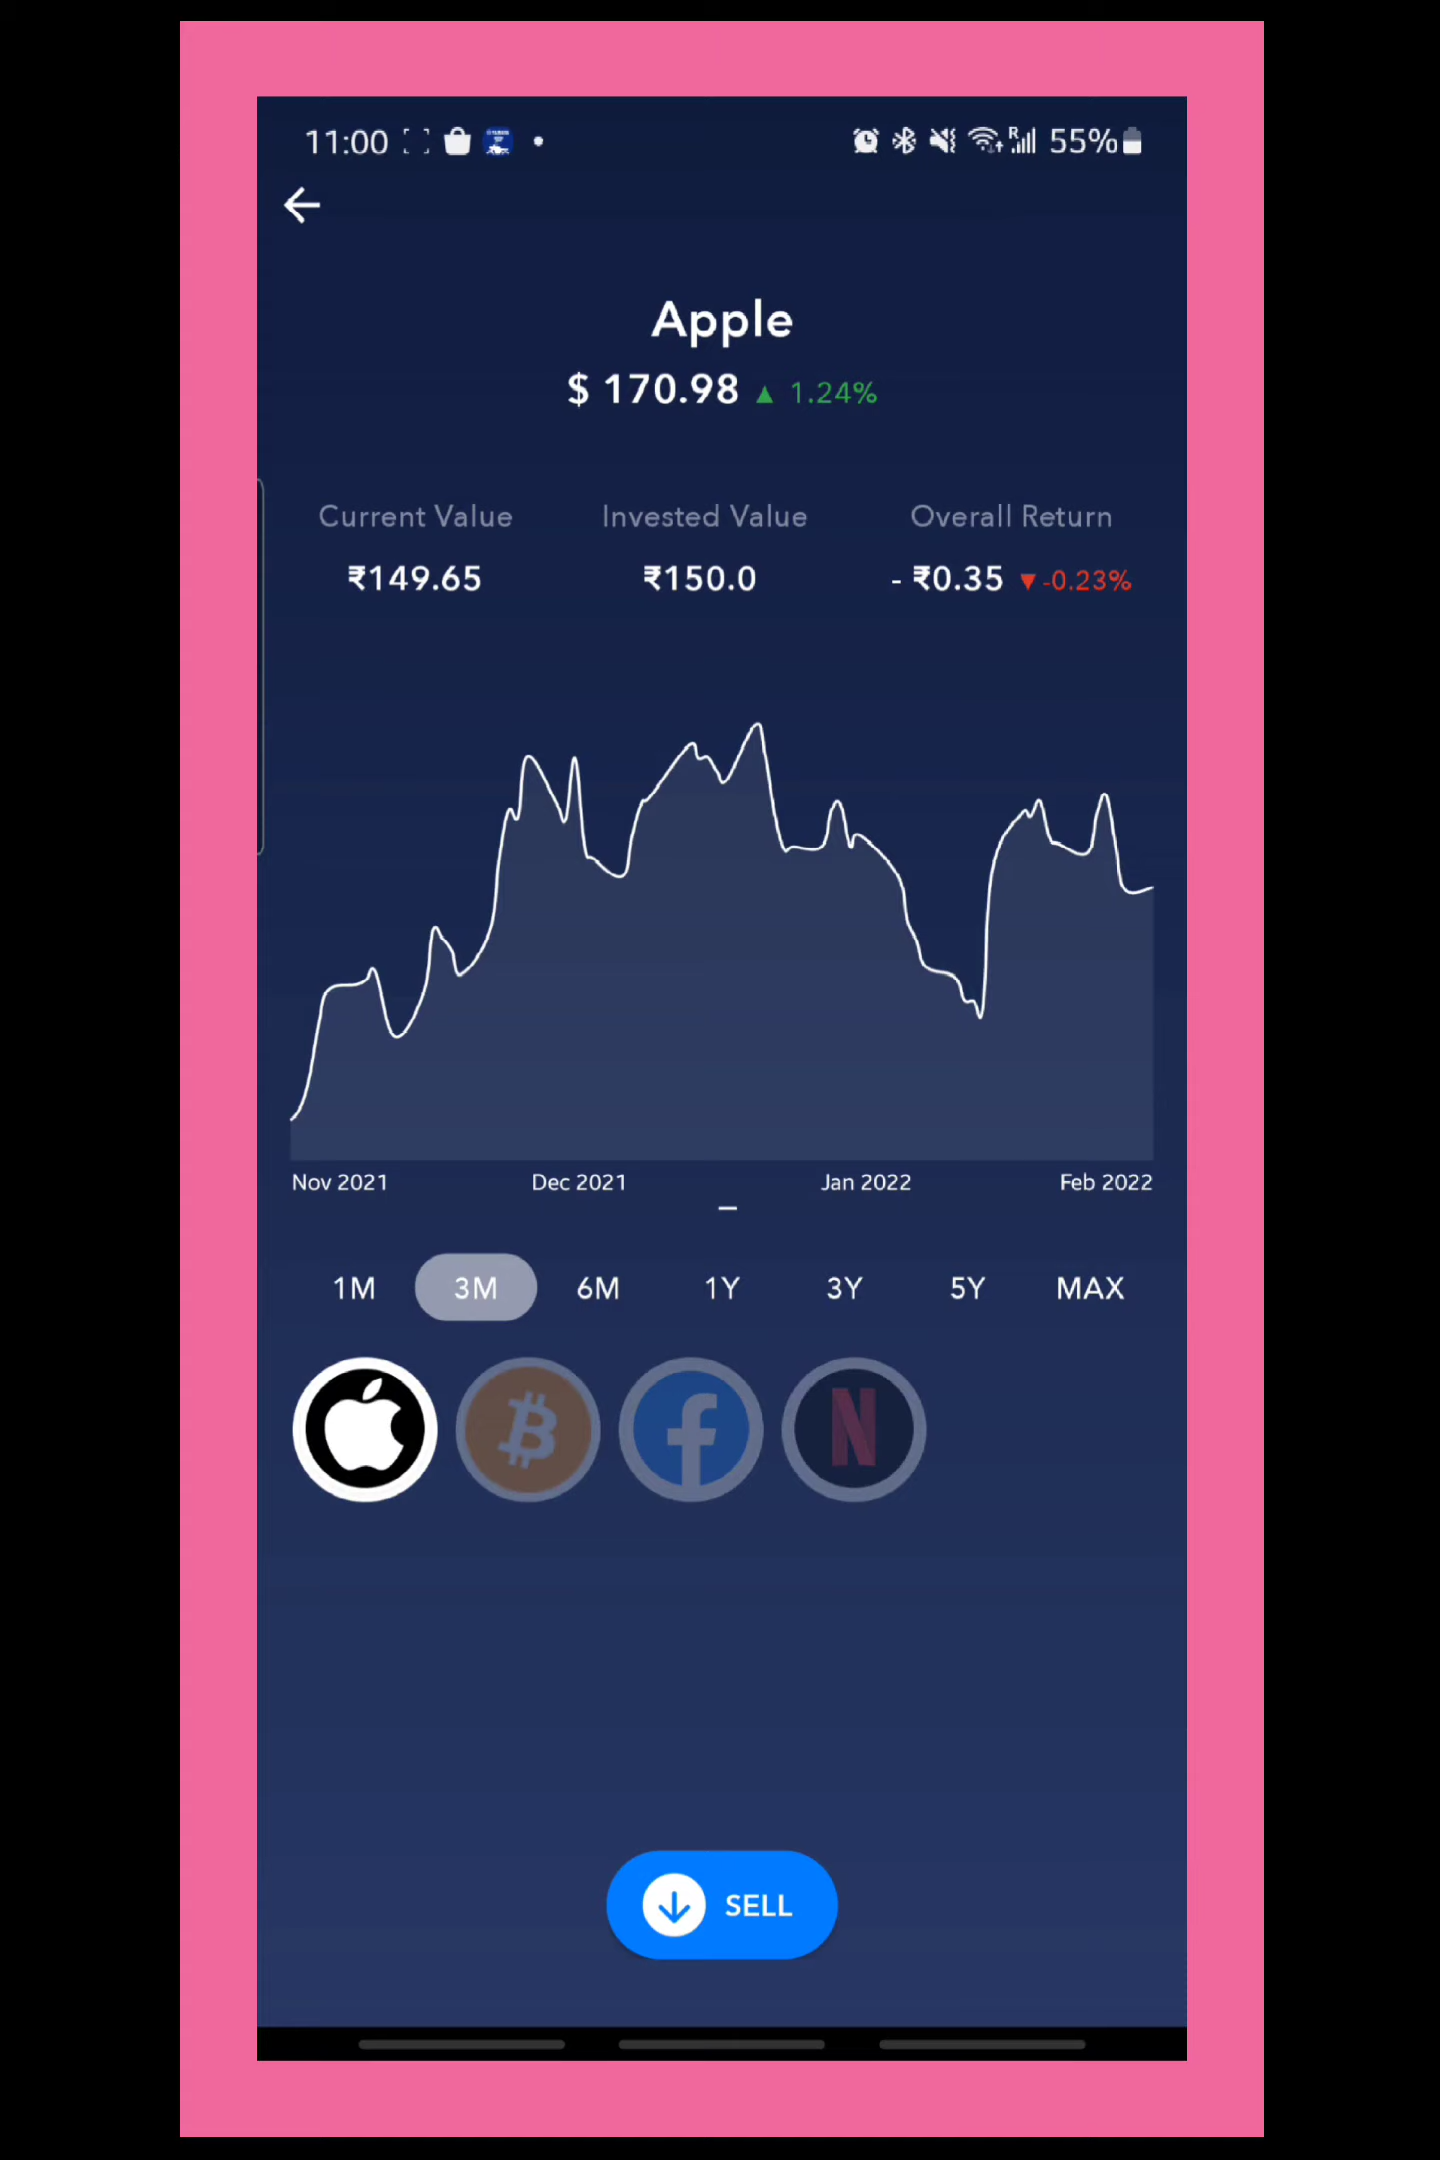 11:00 R 55%
Apple
$ 170.98 ▲ 1.24%
Current Value Invested Value Overall Return
₹149.65 ₹150.0 - ₹0.35 ▼-0.23%
Nov 2021 Dec 2021 Jan 2022 Feb 2022
1M 3M 6M 1Y 3Y 5Y MAX
SELL